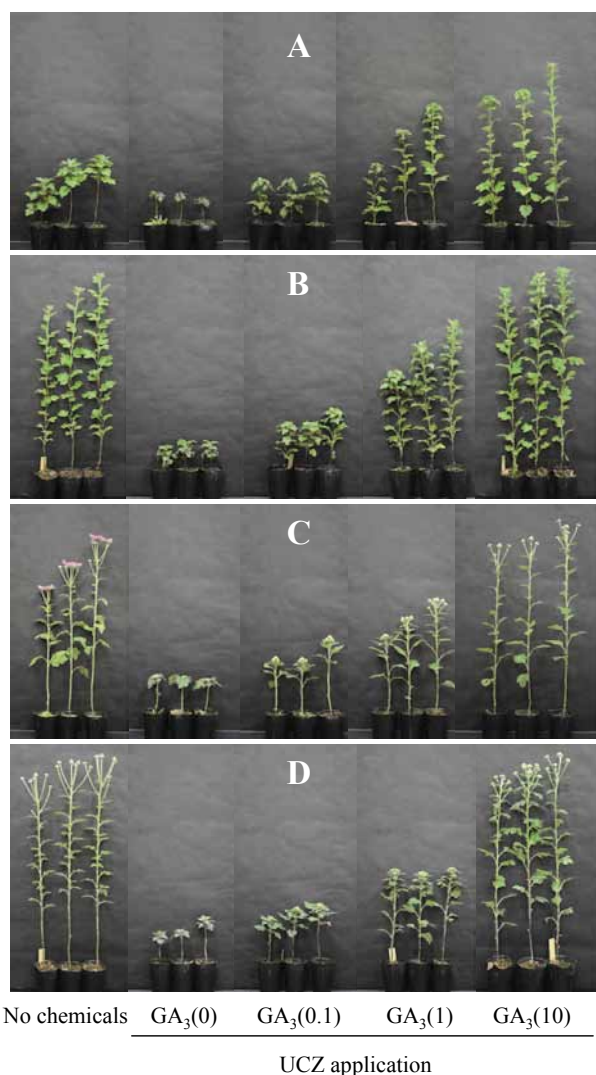 A
B
C
D
No chemicals GA₃(0) GA₃(0.1) GA₃(1) GA₃(10)
UCZ application